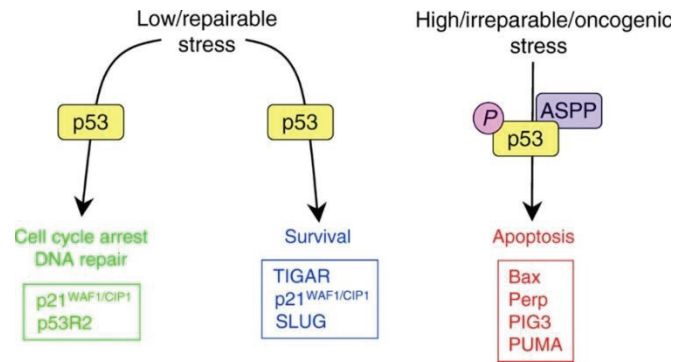 Low/repairable
stress
High/irreparable/oncogenic
stress
p53
p53
P
ASPP
p53
Cell cycle arrest
DNA repair
p21WAF1/CIP1
p53R2
Survival
TIGAR
p21WAF1/CIP1
SLUG
Apoptosis
Bax
Perp
PIG3
PUMA